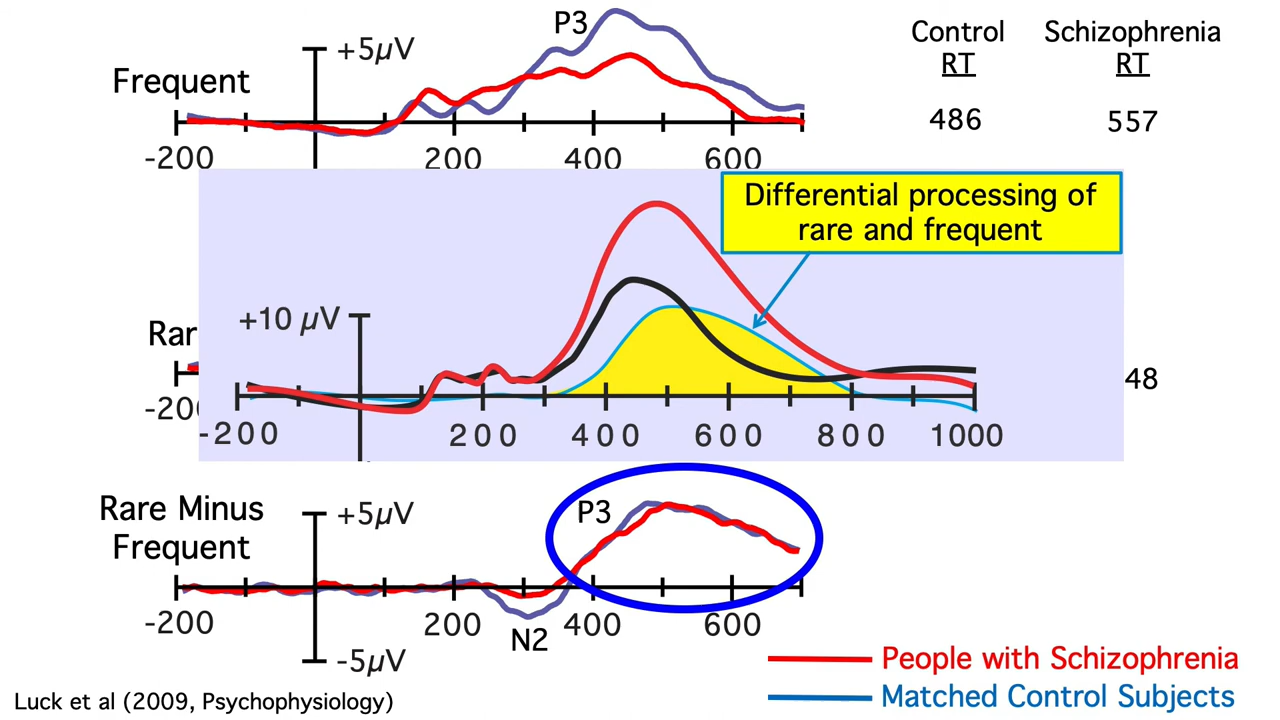 Control Schizophrenia
RT RT
P3
+5µV
Frequent
486 557
-200 200 400 600
Differential processing of
rare and frequent
+10 µV
Rar
48
-20
-200 200 400 600 800 1000
P3
Rare Minus
Frequent
+5µV
-200 200 400 600
N2
-5µV
People with Schizophrenia
Matched Control Subjects
Luck et al (2009, Psychophysiology)